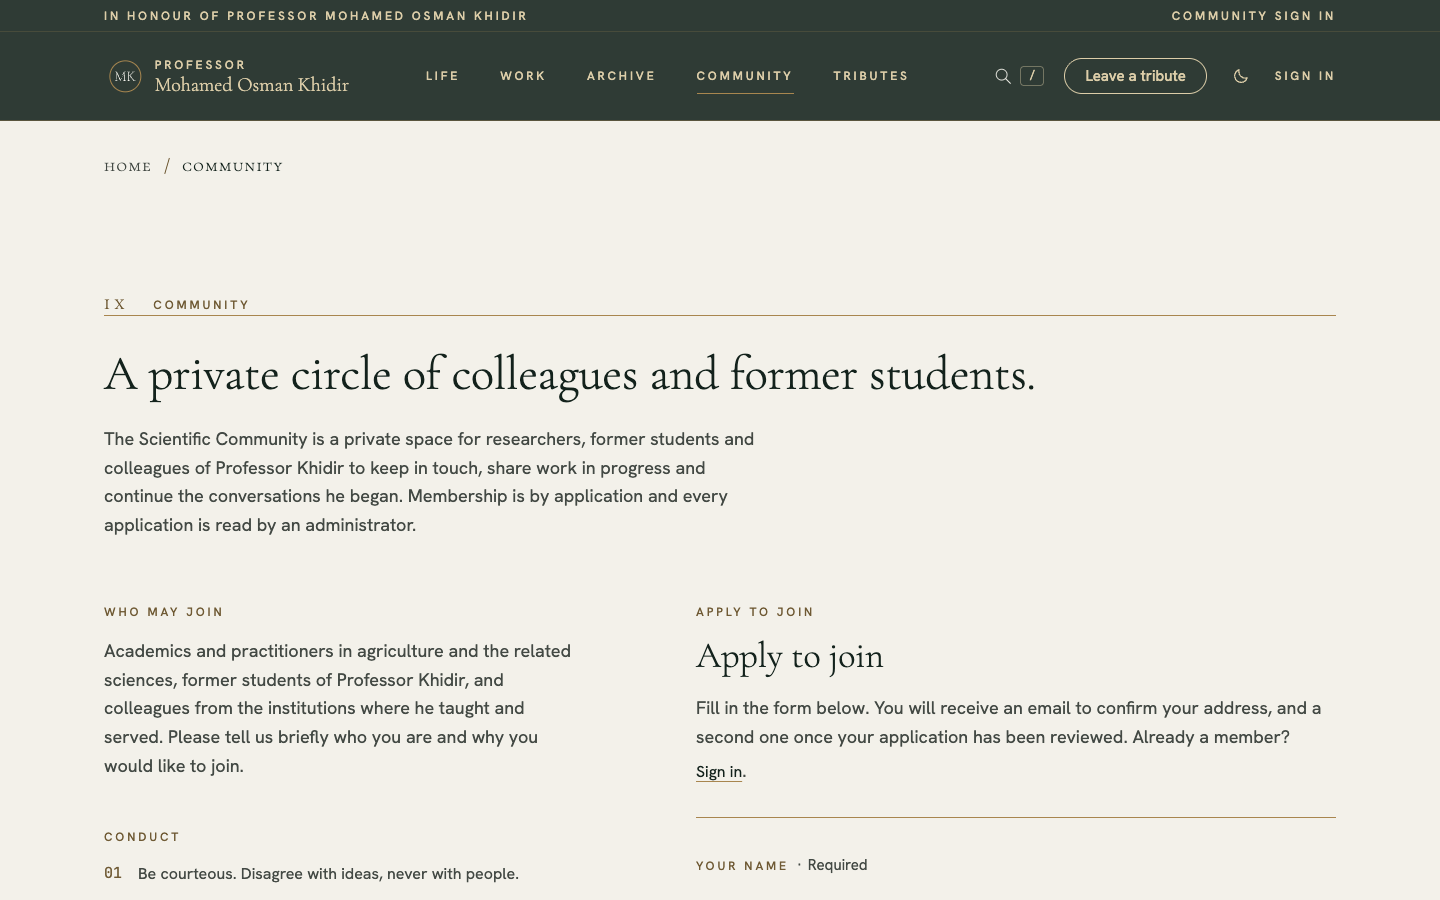 IN HONOUR OF PROFESSOR MOHAMED OSMAN KHIDIR
COMMUNITY SIGN IN
MK
PROFESSOR
Mohamed Osman Khidir
LIFE
WORK
ARCHIVE
COMMUNITY
TRIBUTES
/
Leave a tribute
SIGN IN
HOME / COMMUNITY
IX COMMUNITY
A private circle of colleagues and former students.
The Scientific Community is a private space for researchers, former students and
colleagues of Professor Khidir to keep in touch, share work in progress and
continue the conversations he began. Membership is by application and every
application is read by an administrator.
WHO MAY JOIN
Academics and practitioners in agriculture and the related
sciences, former students of Professor Khidir, and
colleagues from the institutions where he taught and
served. Please tell us briefly who you are and why you
would like to join.
CONDUCT
01 Be courteous. Disagree with ideas, never with people.
APPLY TO JOIN
Apply to join
Fill in the form below. You will receive an email to confirm your address, and a
second one once your application has been reviewed. Already a member?
Sign in.
YOUR NAME · Required